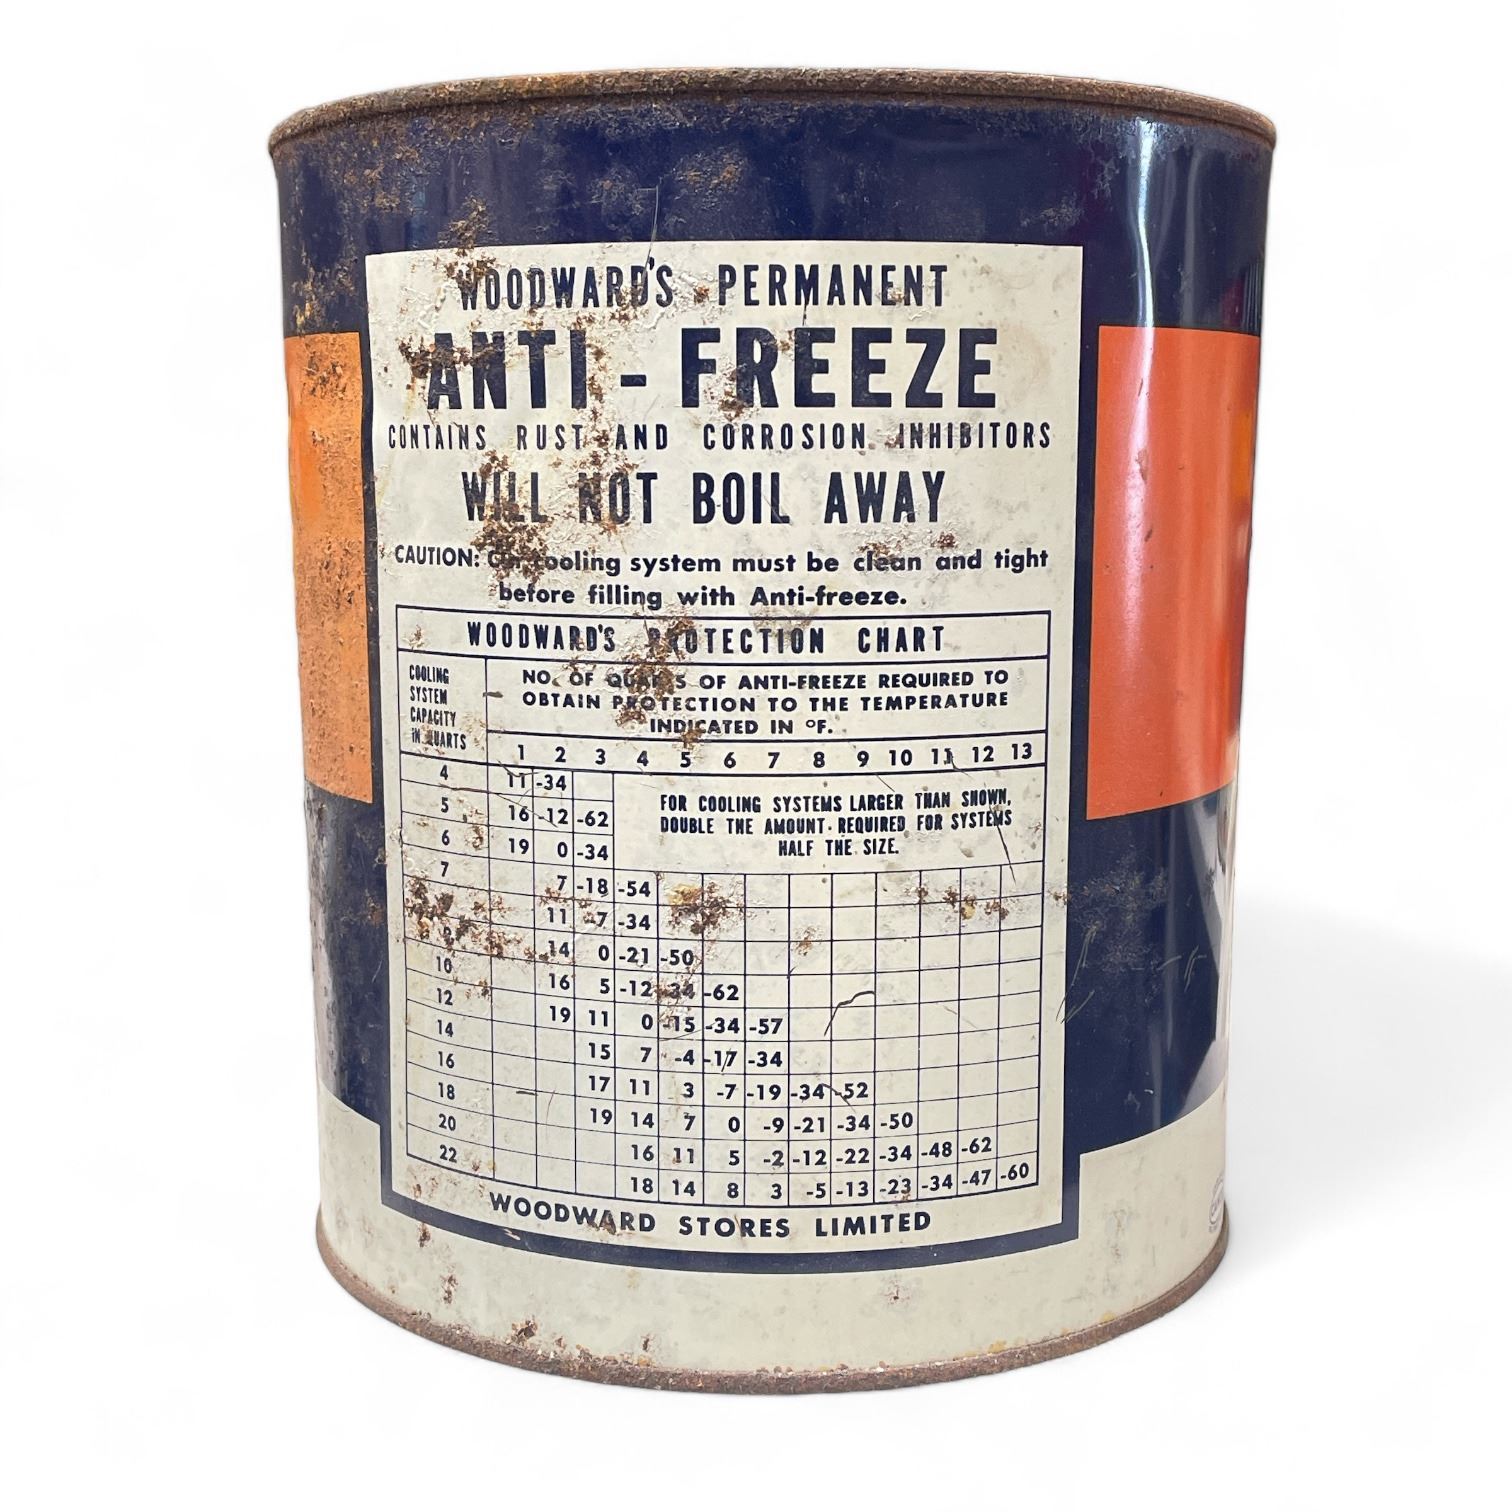 WOODWARD'S PERMANENT
ANTI - FREEZE
CONTAINS RUST AND CORROSION INHIBITORS
WILL NOT BOIL AWAY
CAUTION: cooling system must be clean and tight
before filling with Anti-freeze.
WOODWARD'S PROTECTION CHART
COOLING
SYSTEM
CAPACITY
IN QUARTS
NO. OF QUARTS OF ANTI-FREEZE REQUIRED TO
OBTAIN PROTECTION TO THE TEMPERATURE
INDICATED IN °F.
1 2 3 4 5 6 7 8 9 10 11 12 13
4 11 -34
5 16 -12 -62
6 19 0 -34
FOR COOLING SYSTEMS LARGER THAN SHOWN,
DOUBLE THE AMOUNT REQUIRED FOR SYSTEMS
HALF THE SIZE.
7 7 -18 -54
11 -7 -34
9 14 0 -21 -50
10 16 5 -12 -34 -62
12 19 11 0 -15 -34 -57
14 15 7 -4 -17 -34
16 17 11 3 -7 -19 -34 -52
18 19 14 7 0 -9 -21 -34 -50
20 16 11 5 -2 -12 -22 -34 -48 -62
22 18 14 8 3 -5 -13 -23 -34 -47 -60
WOODWARD STORES LIMITED